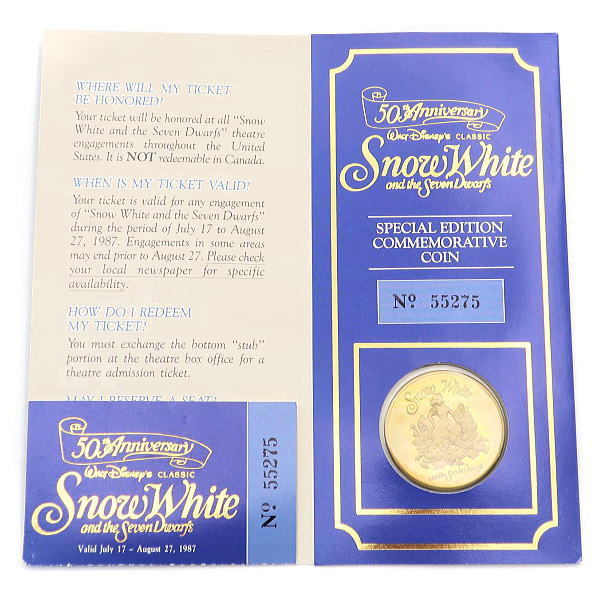 WHERE WILL MY TICKET
BE HONORED?
Your ticket will be honored at all “Snow
White and the Seven Dwarfs” theatre
engagements throughout the United
States. It is NOT redeemable in Canada.
WHEN IS MY TICKET VALID?
Your ticket is valid for any engagement
of “Snow White and the Seven Dwarfs”
during the period of July 17 to August
27, 1987. Engagements in some areas
may end prior to August 27. Please check
your local newspaper for specific
availability.
HOW DO I REDEEM
MY TICKET?
You must exchange the bottom “stub”
portion at the theatre box office for a
theatre admission ticket.
MAY I RESERVE A SEAT?
50th Anniversary
WALT DISNEY'S CLASSIC
Snow White
and the Seven Dwarfs
Valid July 17 – August 27, 1987
Nº 55275
50th Anniversary
WALT DISNEY'S CLASSIC
Snow White
and the Seven Dwarfs
SPECIAL EDITION
COMMEMORATIVE
COIN
Nº 55275
Snow White
and the Seven Dwarfs